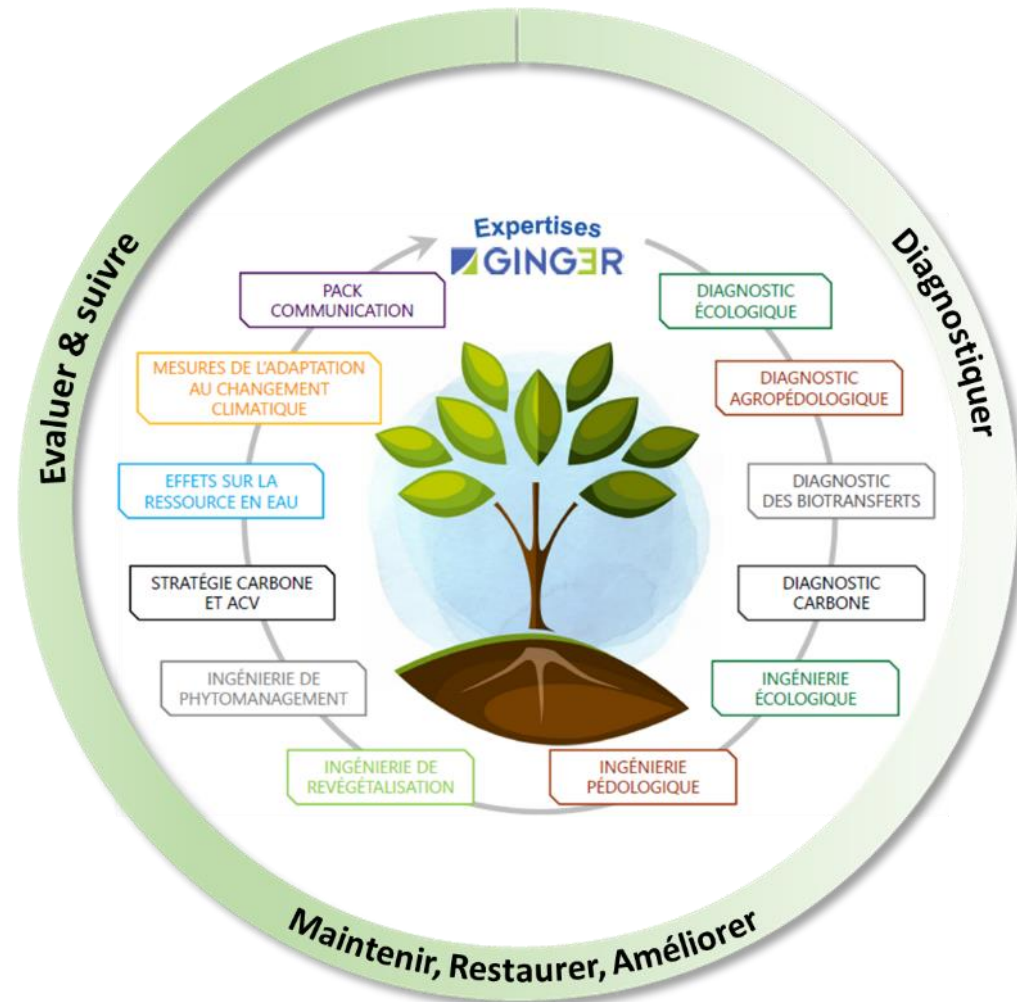 Expertises
GINGER
DIAGNOSTIC
ÉCOLOGIQUE
DIAGNOSTIC
AGROPÉDOLOGIQUE
DIAGNOSTIC
DES BIOTRANSFERTS
DIAGNOSTIC
CARBONE
INGÉNIERIE
ÉCOLOGIQUE
INGÉNIERIE
PÉDOLOGIQUE
INGÉNIERIE DE
REVÉGÉTALISATION
INGÉNIERIE DE
PHYTOMANAGEMENT
STRATÉGIE CARBONE
ET ACV
EFFETS SUR LA
RESSOURCE EN EAU
MESURES DE L'ADAPTATION
AU CHANGEMENT
CLIMATIQUE
PACK
COMMUNICATION
Diagnostiquer
Maintenir, Restaurer, Améliorer
Evaluer & suivre